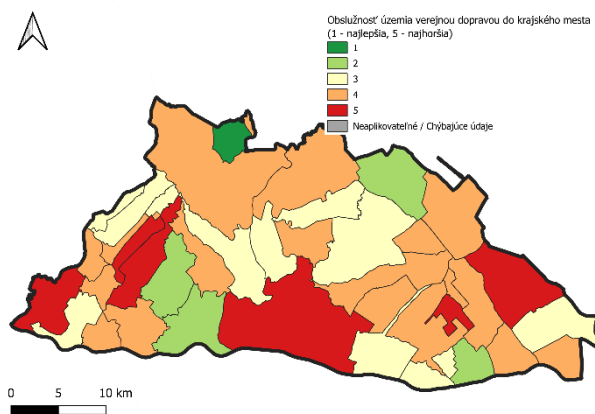 Obslužnosť územia verejnou dopravou do krajského mesta
(1 - najlepšia, 5 - najhoršia)
1
2
3
4
5
Neaplikovateľné / Chýbajúce údaje
0 5 10 km